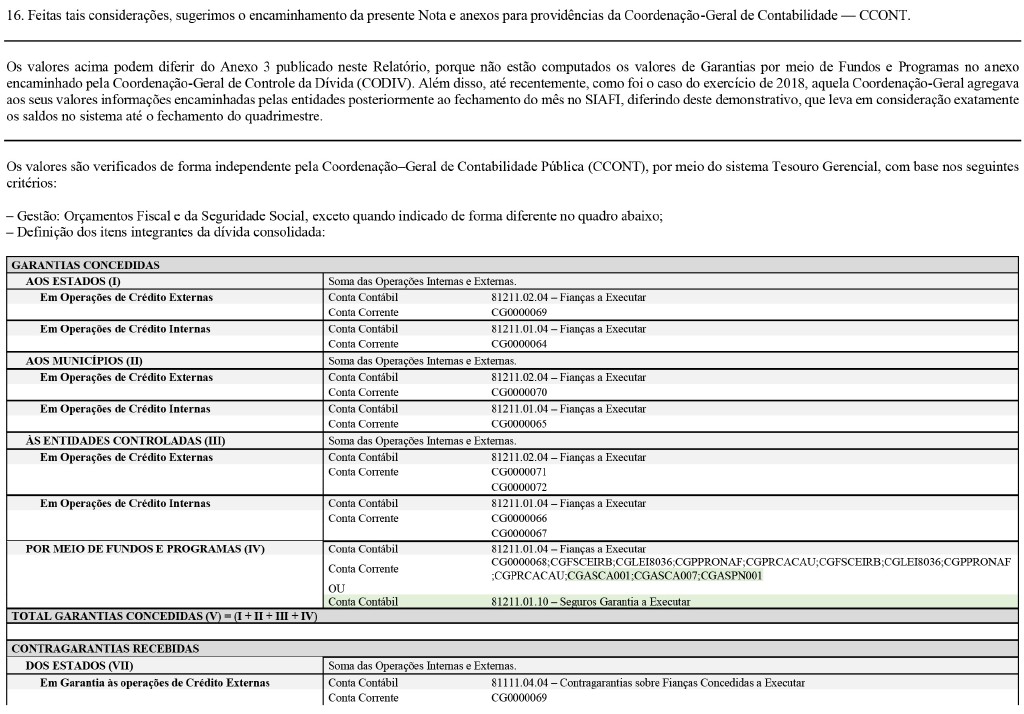 16. Feitas tais considerações, sugerimos o encaminhamento da presente Nota e anexos para providências da Coordenação-Geral de Contabilidade — CCONT.
Os valores acima podem diferir do Anexo 3 publicado neste Relatório, porque não estão computados os valores de Garantias por meio de Fundos e Programas no anexo
encaminhado pela Coordenação-Geral de Controle da Dívida (CODIV). Além disso, até recentemente, como foi o caso do exercício de 2018, aquela Coordenação-Geral agregava
aos seus valores informações encaminhadas pelas entidades posteriormente ao fechamento do mês no SIAFI, diferindo deste demonstrativo, que leva em consideração exatamente
os saldos no sistema até o fechamento do quadrimestre.
Os valores são verificados de forma independente pela Coordenação–Geral de Contabilidade Pública (CCONT), por meio do sistema Tesouro Gerencial, com base nos seguintes
critérios:
– Gestão: Orçamentos Fiscal e da Seguridade Social, exceto quando indicado de forma diferente no quadro abaixo;
– Definição dos itens integrantes da dívida consolidada:
GARANTIAS CONCEDIDAS
AOS ESTADOS (I) Soma das Operações Internas e Externas.
Em Operações de Crédito Externas Conta Contábil 81211.02.04 – Fianças a Executar
Conta Corrente CG0000069
Em Operações de Crédito Internas Conta Contábil 81211.01.04 – Fianças a Executar
Conta Corrente CG0000064
AOS MUNICÍPIOS (II) Soma das Operações Internas e Externas.
Em Operações de Crédito Externas Conta Contábil 81211.02.04 – Fianças a Executar
Conta Corrente CG0000070
Em Operações de Crédito Internas Conta Contábil 81211.01.04 – Fianças a Executar
Conta Corrente CG0000065
ÀS ENTIDADES CONTROLADAS (III) Soma das Operações Internas e Externas.
Em Operações de Crédito Externas Conta Contábil 81211.02.04 – Fianças a Executar
Conta Corrente CG0000071
CG0000072
Em Operações de Crédito Internas Conta Contábil 81211.01.04 – Fianças a Executar
Conta Corrente CG0000066
CG0000067
POR MEIO DE FUNDOS E PROGRAMAS (IV) Conta Contábil 81211.01.04 – Fianças a Executar
Conta Corrente CG0000068;CGFSCEIRB;CGLEI8036;CGPPRONAF;CGPRCACAU;CGFSCEIRB;CGLEI8036;CGPPRONAF
;CGPRCACAU;CGASCA001;CGASCA007;CGASPN001
OU
Conta Contábil 81211.01.10 – Seguros Garantia a Executar
TOTAL GARANTIAS CONCEDIDAS (V) = (I + II + III + IV)
CONTRAGARANTIAS RECEBIDAS
DOS ESTADOS (VII) Soma das Operações Internas e Externas.
Em Garantia às operações de Crédito Externas Conta Contábil 81111.04.04 – Contragarantias sobre Fianças Concedidas a Executar
Conta Corrente CG0000069